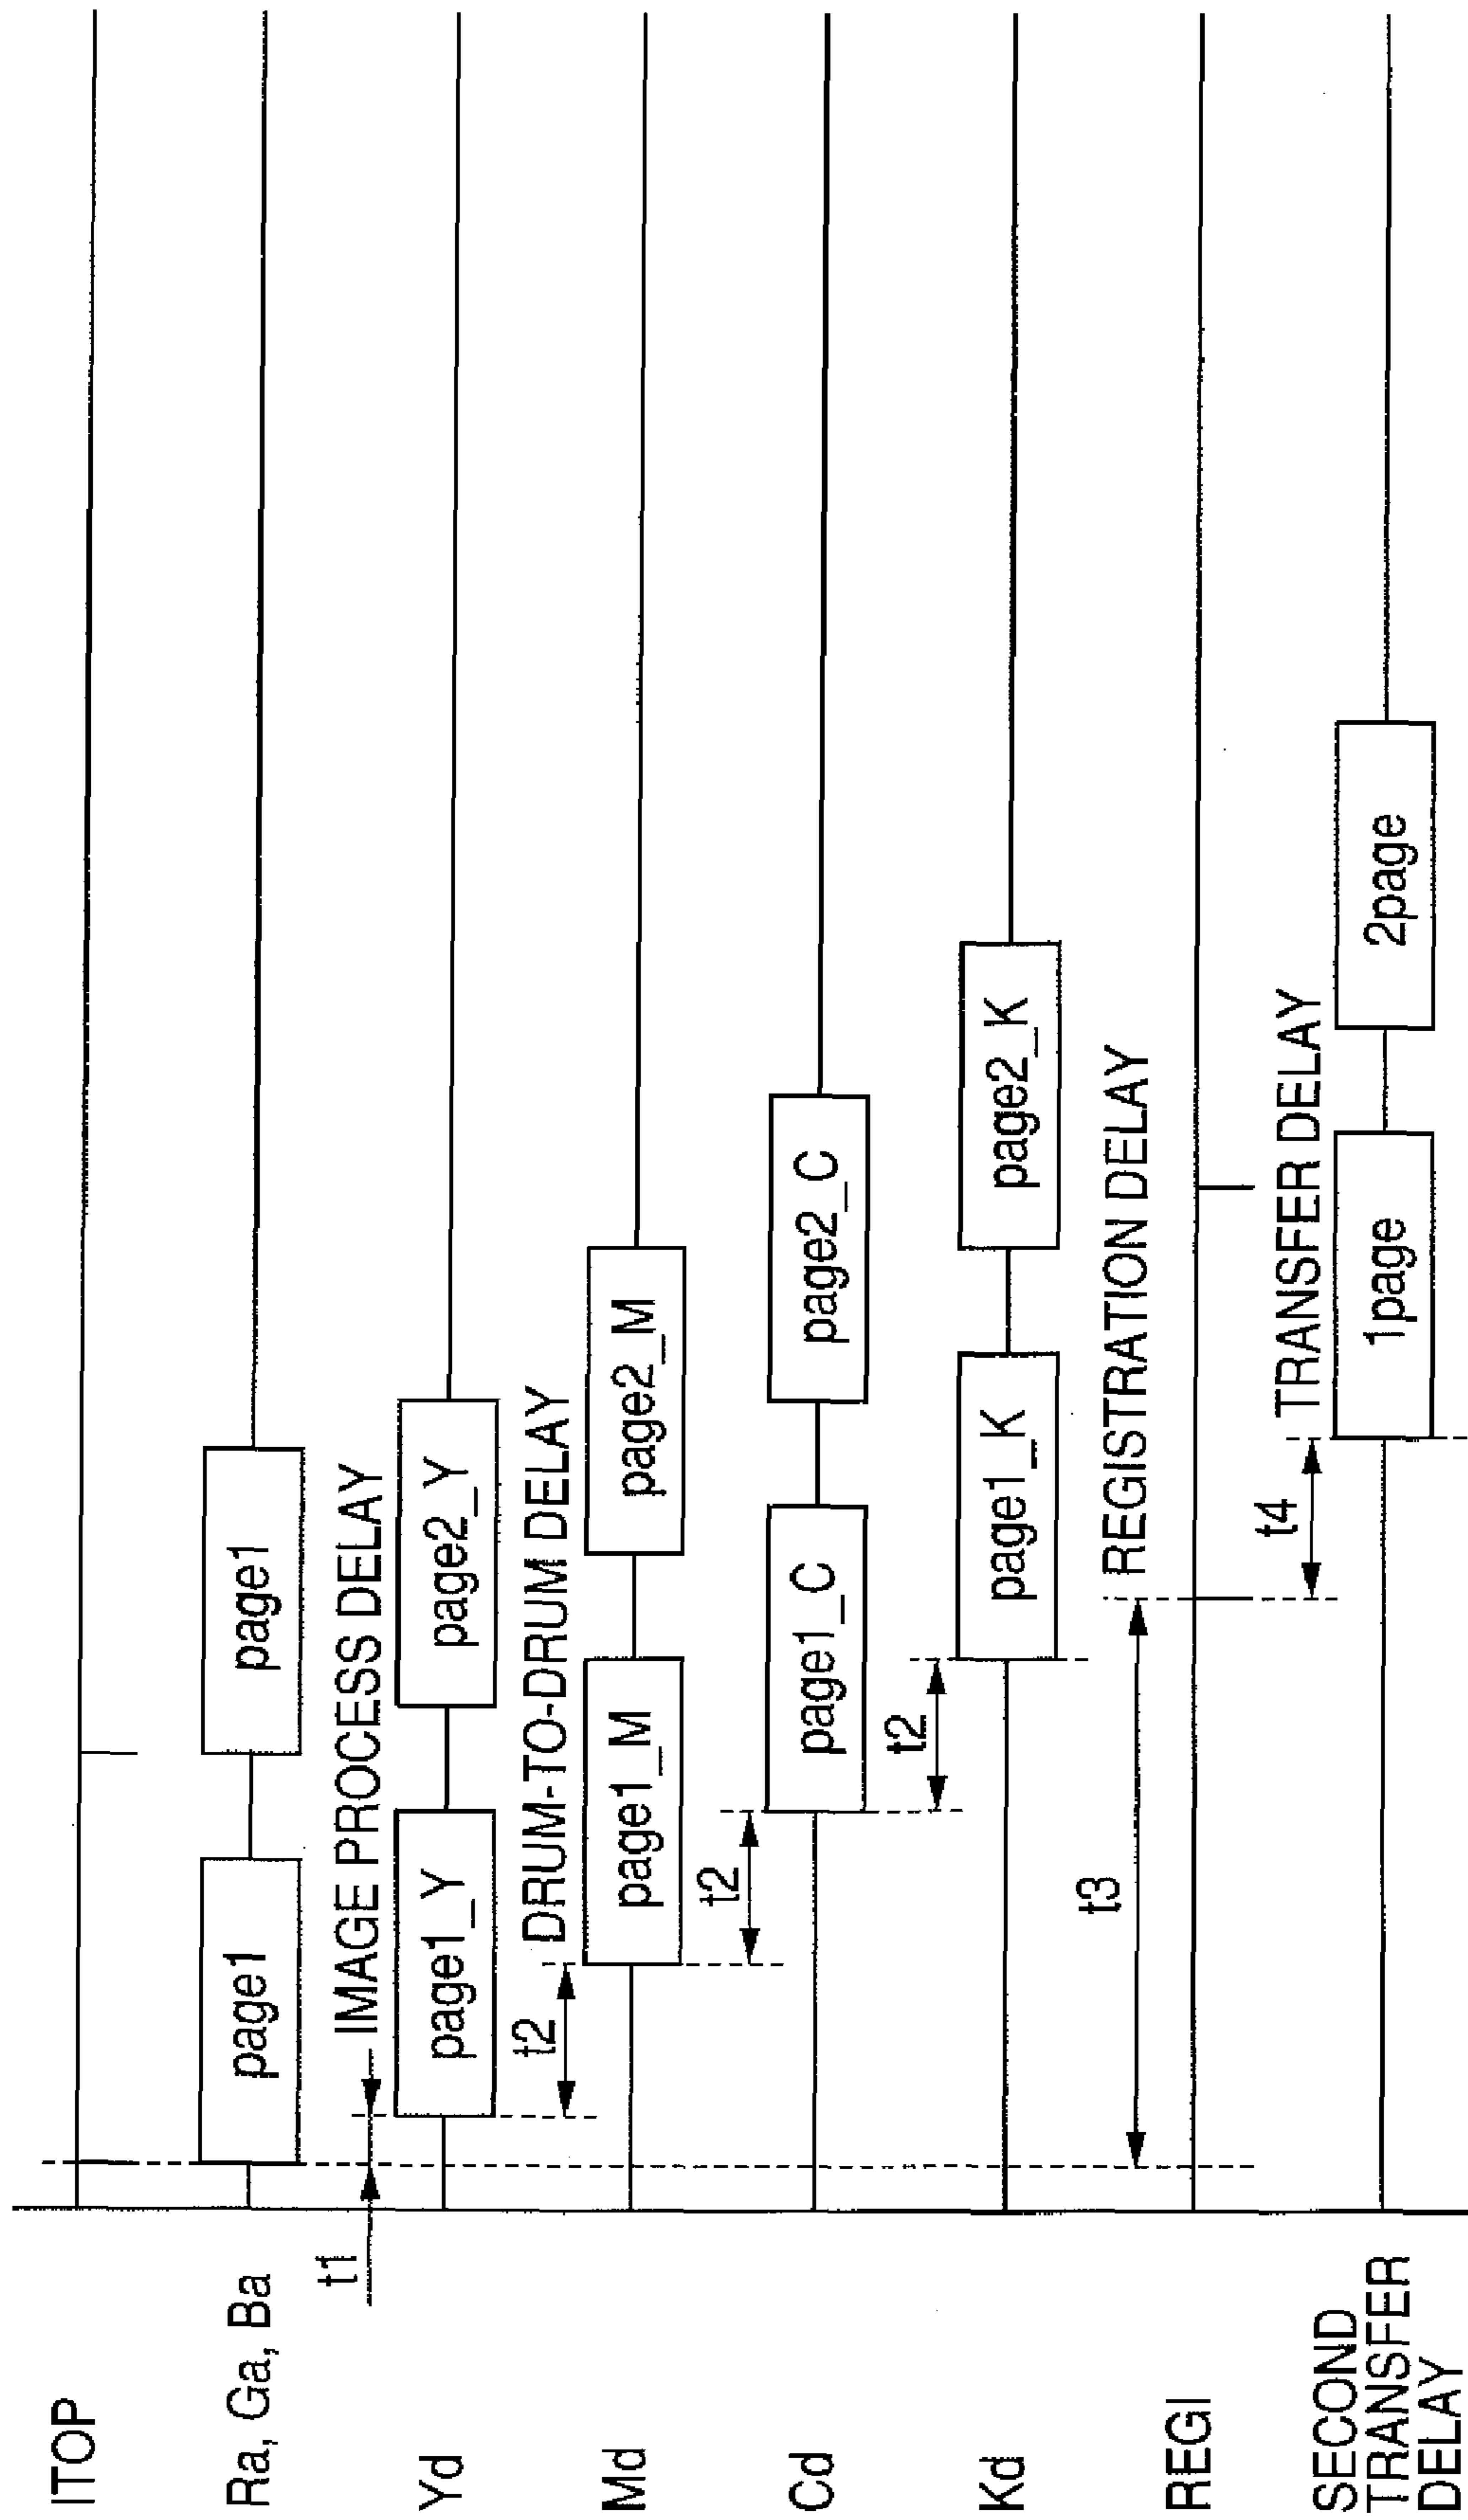 ITOP
Ra, Ga, Ba
page1
page1
t1
IMAGE PROCESS DELAY
Yd
page1_Y
page2_Y
t2
DRUM-TO-DRUM DELAY
Md
page1_M
page2_M
t2
Cd
page1_C
page2_C
t2
Kd
page1_K
page2_K
t3
REGISTRATION DELAY
REGI
t4
TRANSFER DELAY
SECOND
TRANSFER
DELAY
1page
2page